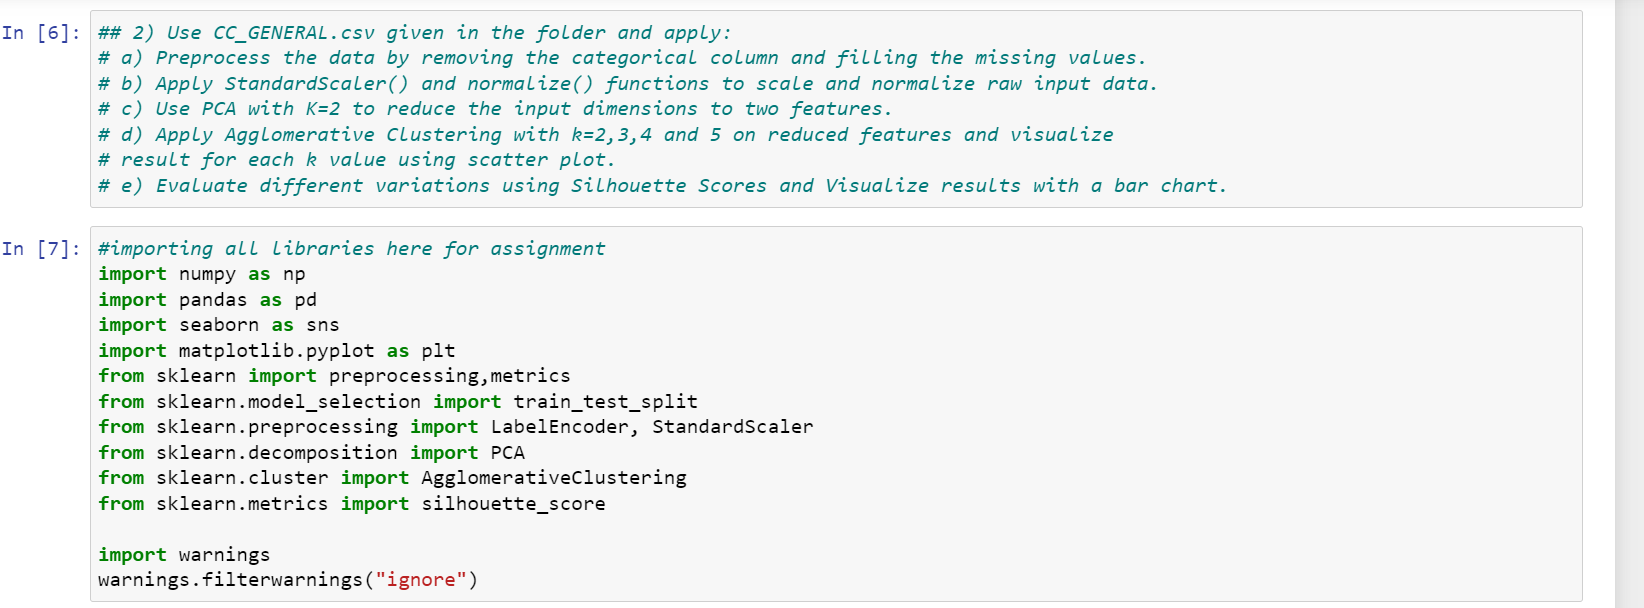 In [6]: ## 2) Use CC_GENERAL.csv given in the folder and apply:
# a) Preprocess the data by removing the categorical column and filling the missing values.
# b) Apply StandardScaler() and normalize() functions to scale and normalize raw input data.
# c) Use PCA with K=2 to reduce the input dimensions to two features.
# d) Apply Agglomerative Clustering with k=2,3,4 and 5 on reduced features and visualize
# result for each k value using scatter plot.
# e) Evaluate different variations using Silhouette Scores and Visualize results with a bar chart.
In [7]: #importing all libraries here for assignment
import numpy as np
import pandas as pd
import seaborn as sns
import matplotlib.pyplot as plt
from sklearn import preprocessing,metrics
from sklearn.model_selection import train_test_split
from sklearn.preprocessing import LabelEncoder, StandardScaler
from sklearn.decomposition import PCA
from sklearn.cluster import AgglomerativeClustering
from sklearn.metrics import silhouette_score

import warnings
warnings.filterwarnings("ignore")